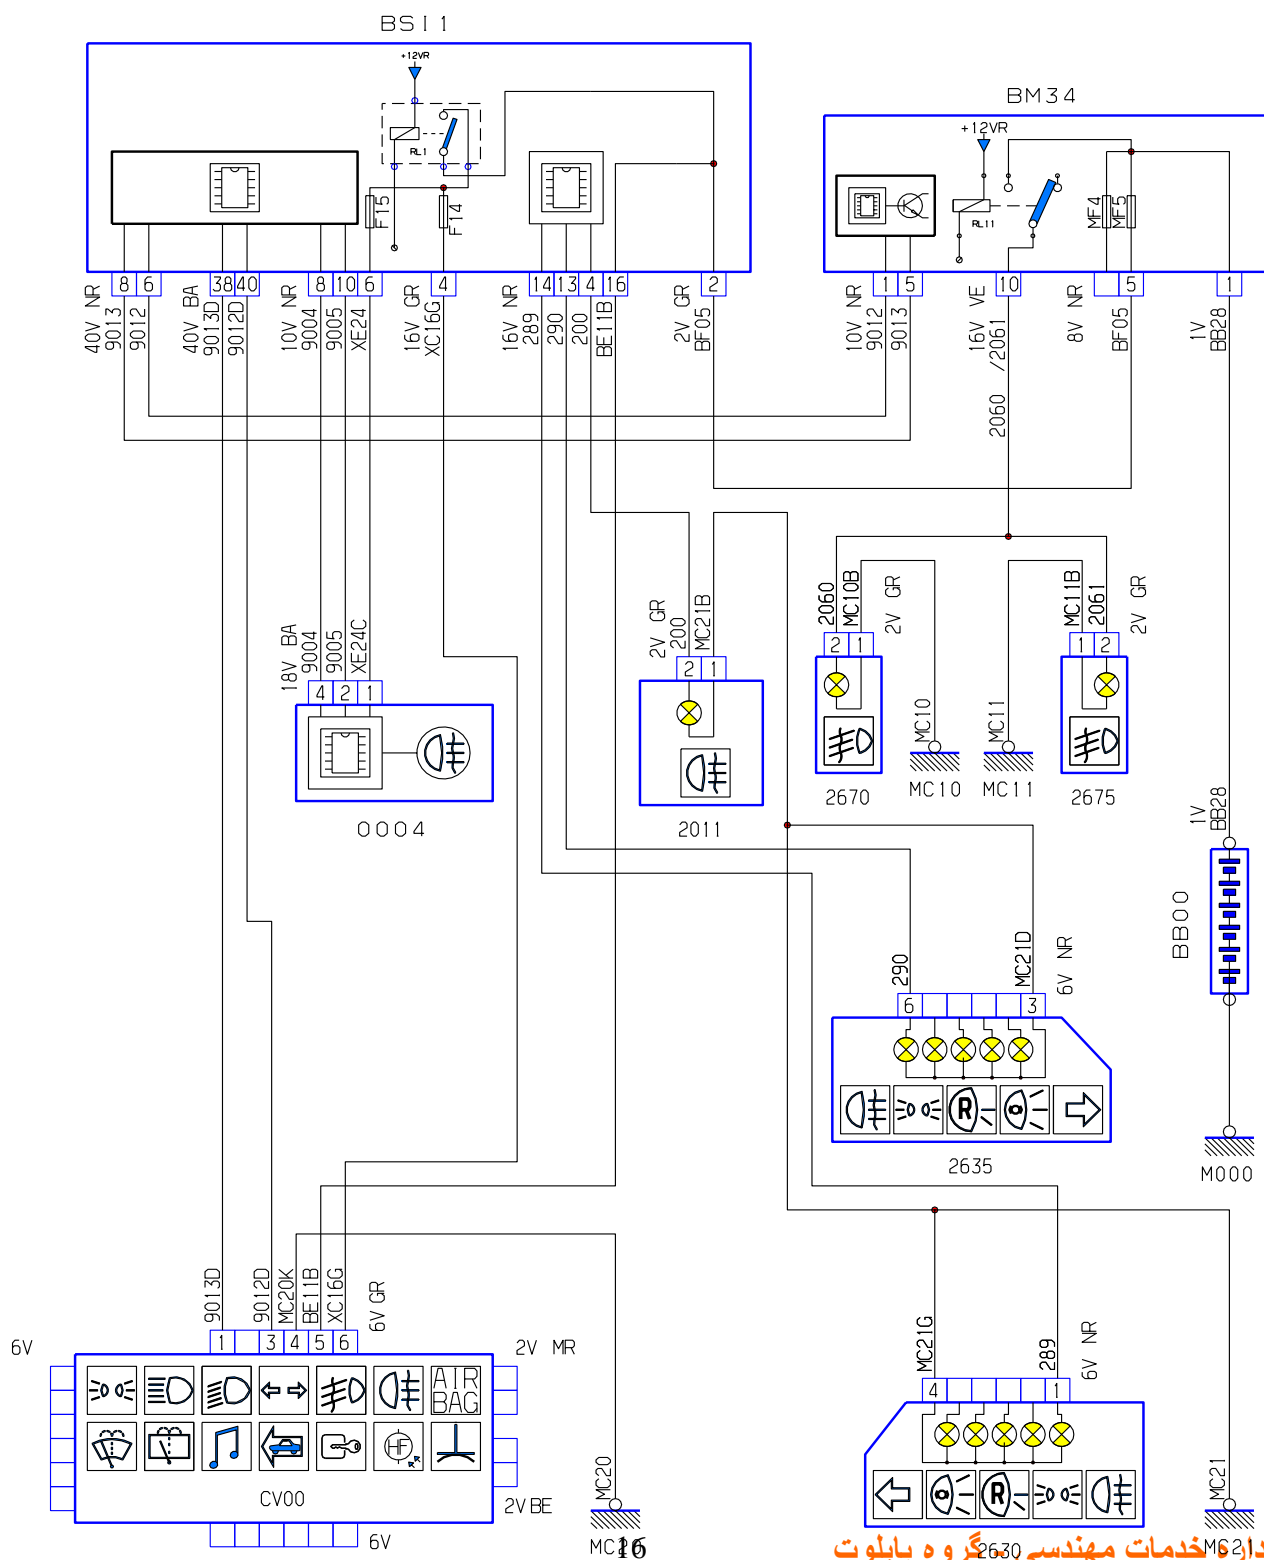 BSI1
+12VR
BM34
+12VR
RL1
F15
F14
RL11
MF4
MF5
8 6 38 40 8 10 6 4 14 13 4 16 2
1 5 10 5 1
40V NR
9013
9012
40V BA
9013D
9012D
10V NR
9004
9005
XE24
16V GR
XC16G
16V NR
289
290
200
BE11B
2V GR
BF05
10V NR
9012
9013
16V VE
2060 /2061
8V NR
BF05
1V
BB28
18V BA
9004
9005
XE24C
4 2 1
0004
2V GR
200
MC21B
2 1
2011
2060
MC10B
2V GR
2 1
2670
MC10
MC10
MC11
MC11
MC11B
2061
2V GR
1 2
2675
1V
BB28
BB00
M000
290
MC21D
6V NR
6 3
R
2635
9013D
9012D
MC20K
BE11B
XC16G
6V GR
1 3 4 5 6
6V
2V MR
AIR
BAG
HF
CV00
2V BE
6V
MC20
MC21G
289
6V NR
4 1
R
2630
MC21
MC21
16
خدمات مهندسی - گروه پایلوت